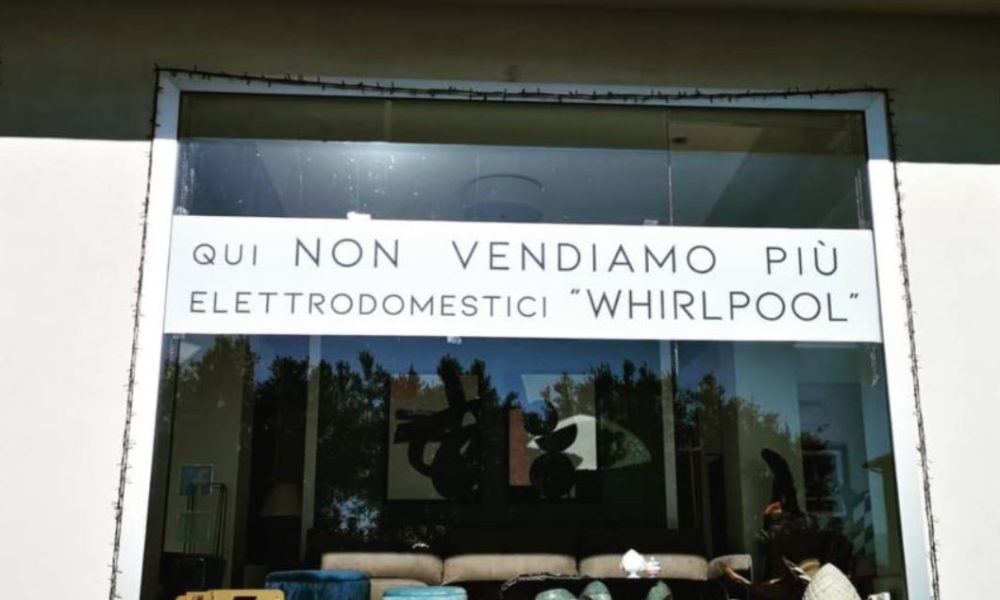 QUI NON VENDIAMO PIÙ
ELETTRODOMESTICI "WHIRLPOOL"